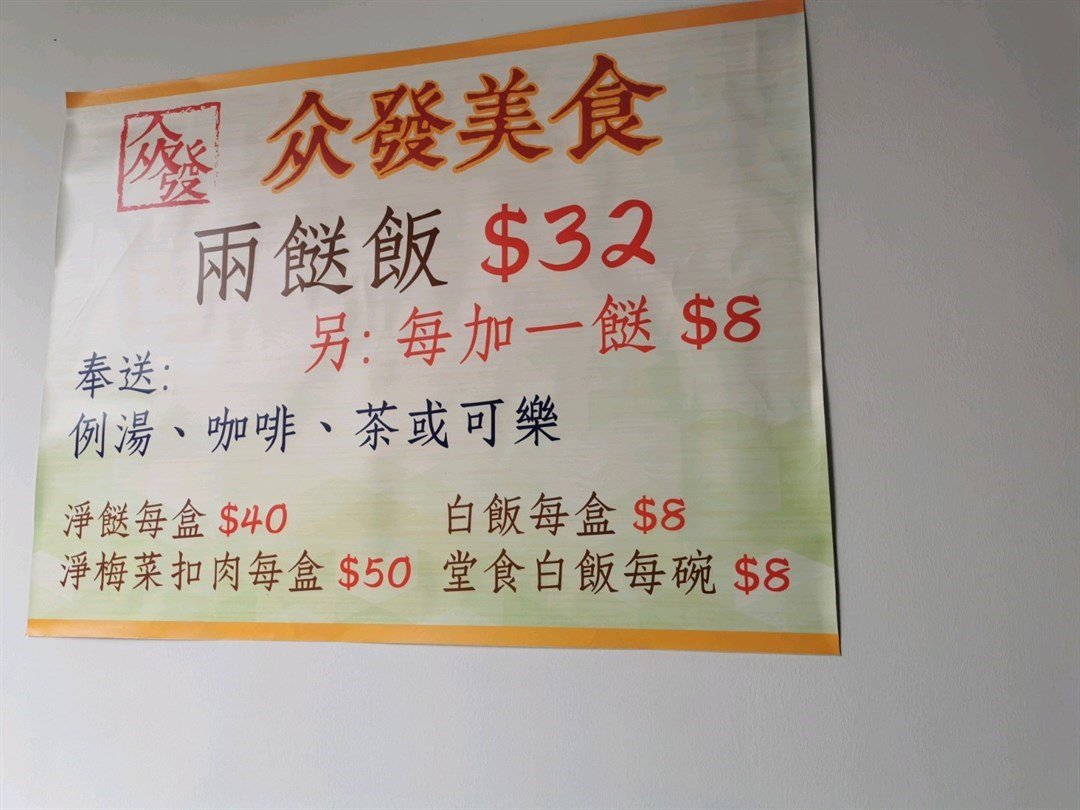 众發
众發美食
兩餸飯 $32
另: 每加一餸 $8
奉送:
例湯、咖啡、茶或可樂
淨餸每盒 $40
白飯每盒 $8
淨梅菜扣肉每盒 $50
堂食白飯每碗 $8